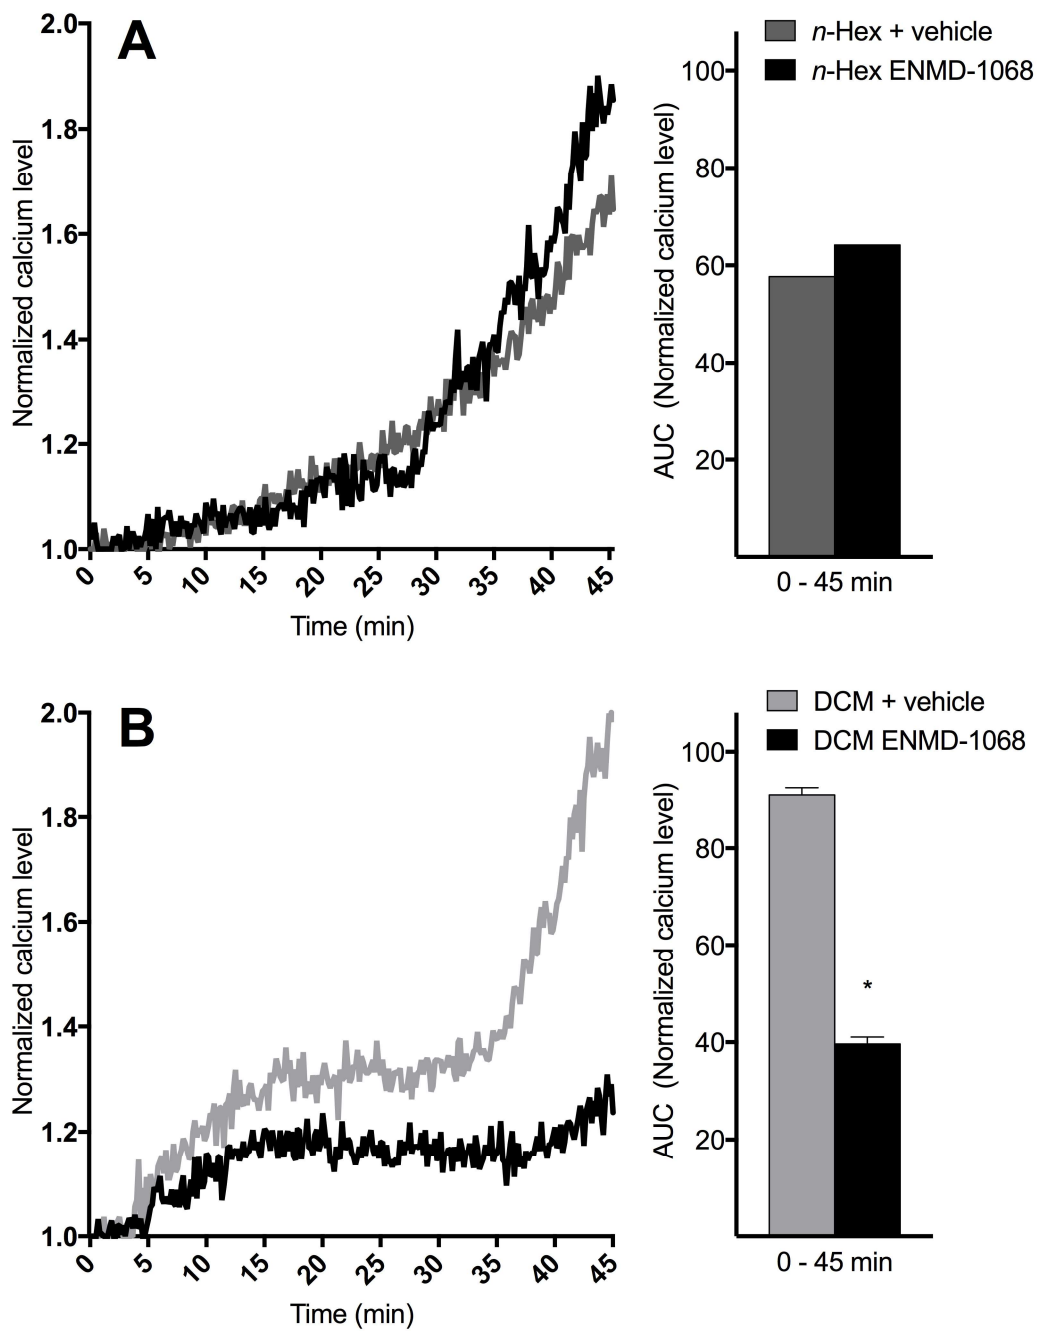 A
2.0
1.8
1.6
1.4
1.2
1.0
Normalized calcium level
0 5 10 15 20 25 30 35 40 45
Time (min)
n-Hex + vehicle
n-Hex ENMD-1068
100
80
60
40
20
AUC (Normalized calcium level)
0 - 45 min
B
2.0
1.8
1.6
1.4
1.2
1.0
Normalized calcium level
0 5 10 15 20 25 30 35 40 45
Time (min)
DCM + vehicle
DCM ENMD-1068
100
80
60
40
20
AUC (Normalized calcium level)
*
0 - 45 min